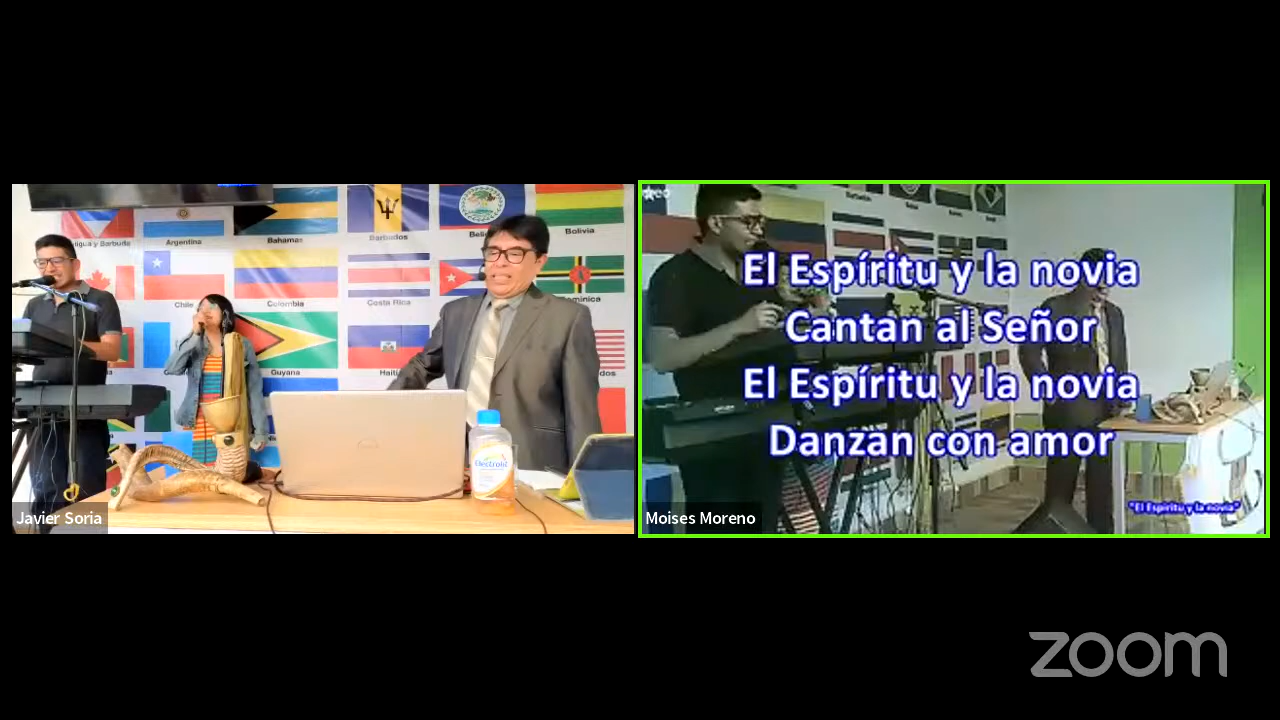 Argentina
Bahamas
Barbados
Bolivia
Chile
Colombia
Costa Rica
Dominica
Guyana
Electrolit
Javier Soria
El Espíritu y la novia
Cantan al Señor
El Espíritu y la novia
Danzan con amor
"El Espíritu y la novia"
Moises Moreno
zoom